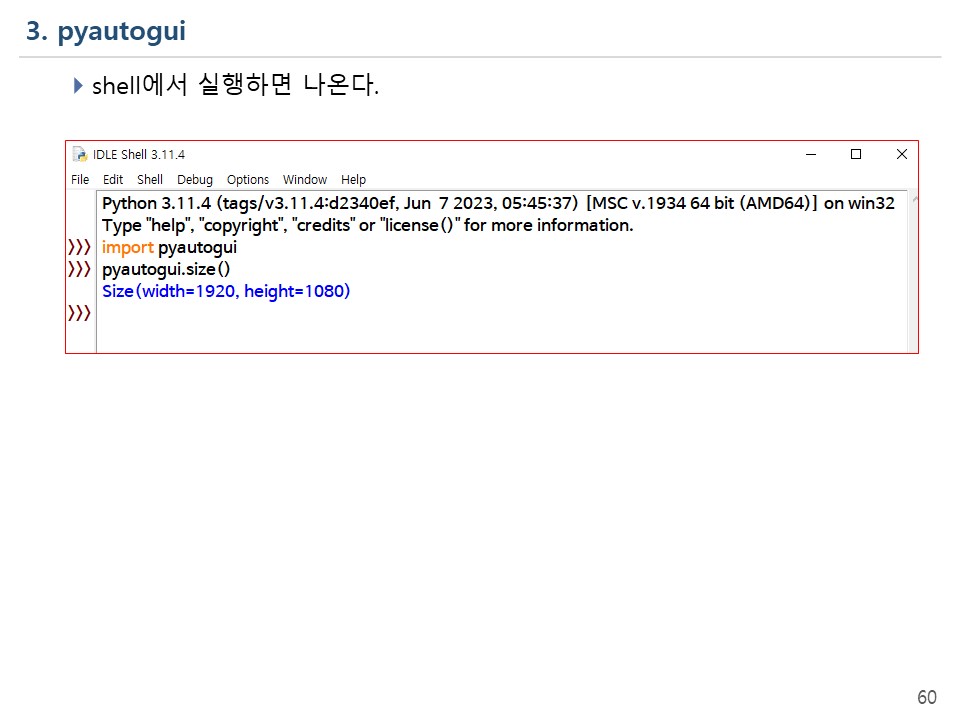 3. pyautogui
shell에서 실행하면 나온다.
IDLE Shell 3.11.4
File Edit Shell Debug Options Window Help
Python 3.11.4 (tags/v3.11.4:d2340ef, Jun  7 2023, 05:45:37) [MSC v.1934 64 bit (AMD64)] on win32
Type "help", "copyright", "credits" or "license()" for more information.
>>> import pyautogui
>>> pyautogui.size()
Size(width=1920, height=1080)
>>>
60